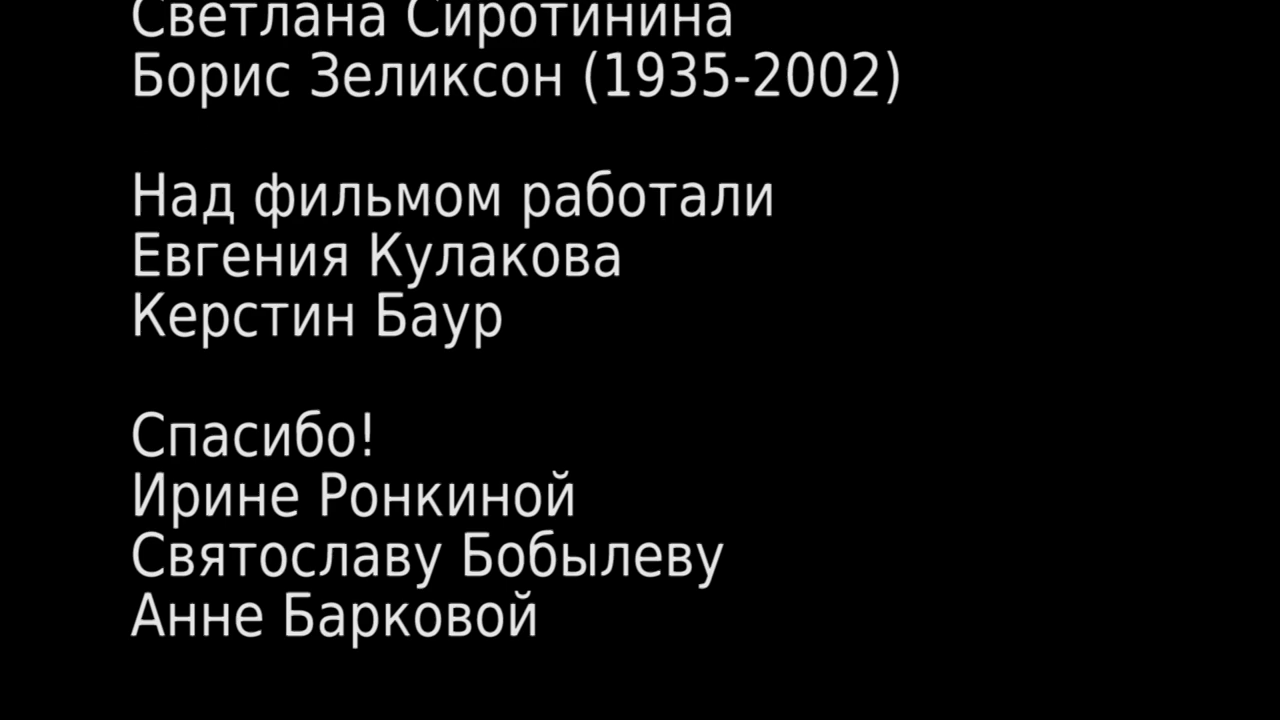 Светлана Сиротинина
Борис Зеликсон (1935-2002)
Над фильмом работали
Евгения Кулакова
Керстин Баур
Спасибо!
Ирине Ронкиной
Святославу Бобылеву
Анне Барковой